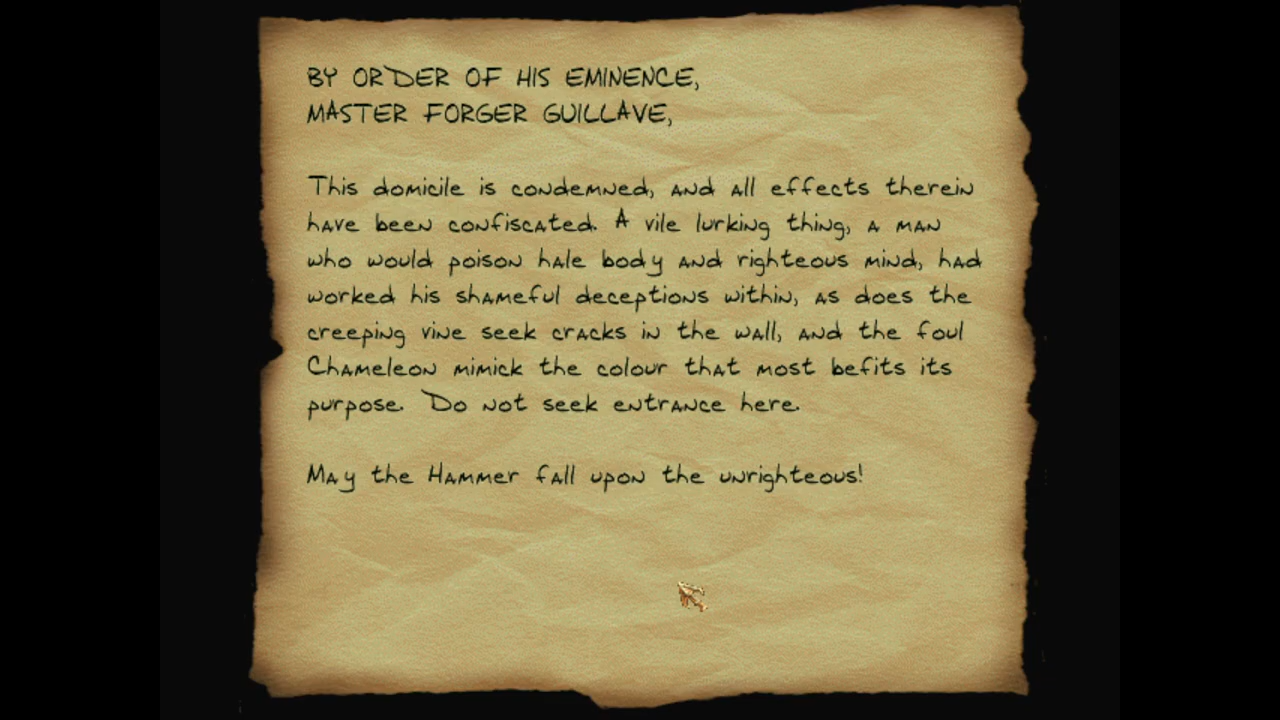 BY ORDER OF HIS EMINENCE,
MASTER FORGER GUILLAVE,
This domicile is condemned, and all effects therein
have been confiscated. A vile lurking thing, a man
who would poison hale body and righteous mind, had
worked his shameful deceptions within, as does the
creeping vine seek cracks in the wall, and the foul
Chameleon mimick the colour that most befits its
purpose. Do not seek entrance here.
May the Hammer fall upon the unrighteous!